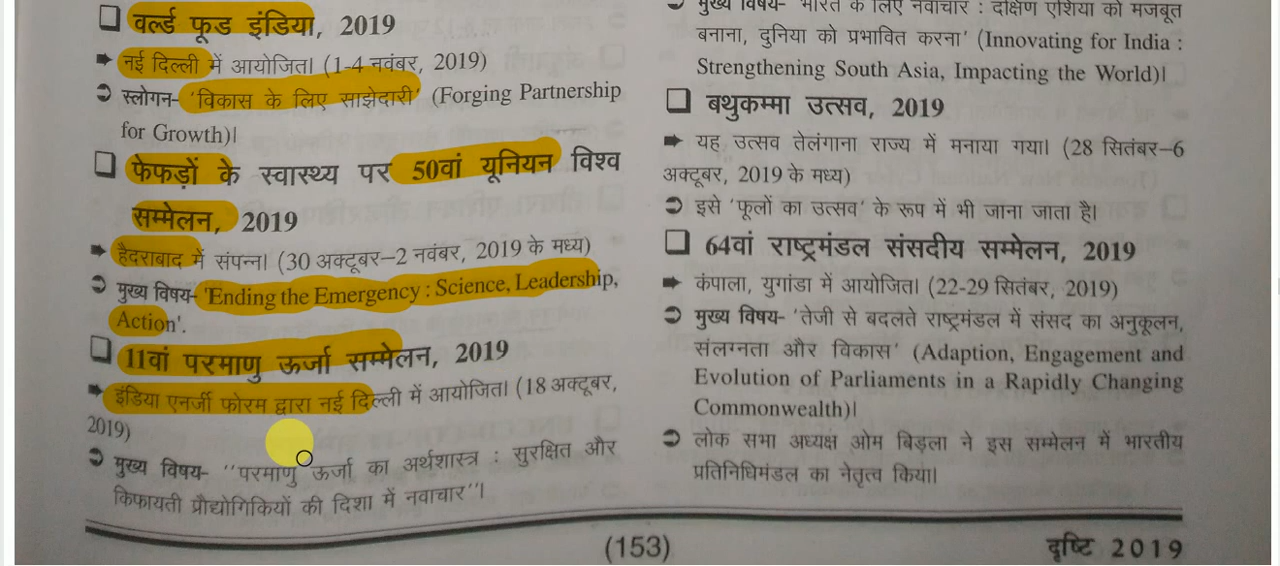 वर्ल्ड फूड इंडिया, 2019
नई दिल्ली में आयोजित। (1-4 नवंबर, 2019)
स्लोगन- 'विकास के लिए साझेदारी' (Forging Partnership
for Growth)।
फेफड़ों के स्वास्थ्य पर 50वां यूनियन विश्व
सम्मेलन, 2019
हैदराबाद में संपन्न। (30 अक्टूबर–2 नवंबर, 2019 के मध्य)
मुख्य विषय- 'Ending the Emergency : Science, Leadership,
Action'.
11वां परमाणु ऊर्जा सम्मेलन, 2019
इंडिया एनर्जी फोरम द्वारा नई दिल्ली में आयोजित। (18 अक्टूबर,
2019)
मुख्य विषय- ''परमाणु ऊर्जा का अर्थशास्त्र : सुरक्षित और
किफायती प्रौद्योगिकियों की दिशा में नवाचार''।
मुख्य विषय- 'भारत के लिए नवाचार : दक्षिण एशिया को मजबूत
बनाना, दुनिया को प्रभावित करना' (Innovating for India :
Strengthening South Asia, Impacting the World)।
बथुकम्मा उत्सव, 2019
यह उत्सव तेलंगाना राज्य में मनाया गया। (28 सितंबर–6
अक्टूबर, 2019 के मध्य)
इसे 'फूलों का उत्सव' के रूप में भी जाना जाता है।
64वां राष्ट्रमंडल संसदीय सम्मेलन, 2019
कंपाला, युगांडा में आयोजित। (22-29 सितंबर, 2019)
मुख्य विषय- 'तेजी से बदलते राष्ट्रमंडल में संसद का अनुकूलन,
संलग्नता और विकास' (Adaption, Engagement and
Evolution of Parliaments in a Rapidly Changing
Commonwealth)।
लोक सभा अध्यक्ष ओम बिड़ला ने इस सम्मेलन में भारतीय
प्रतिनिधिमंडल का नेतृत्व किया।
(153)
दृष्टि 2019